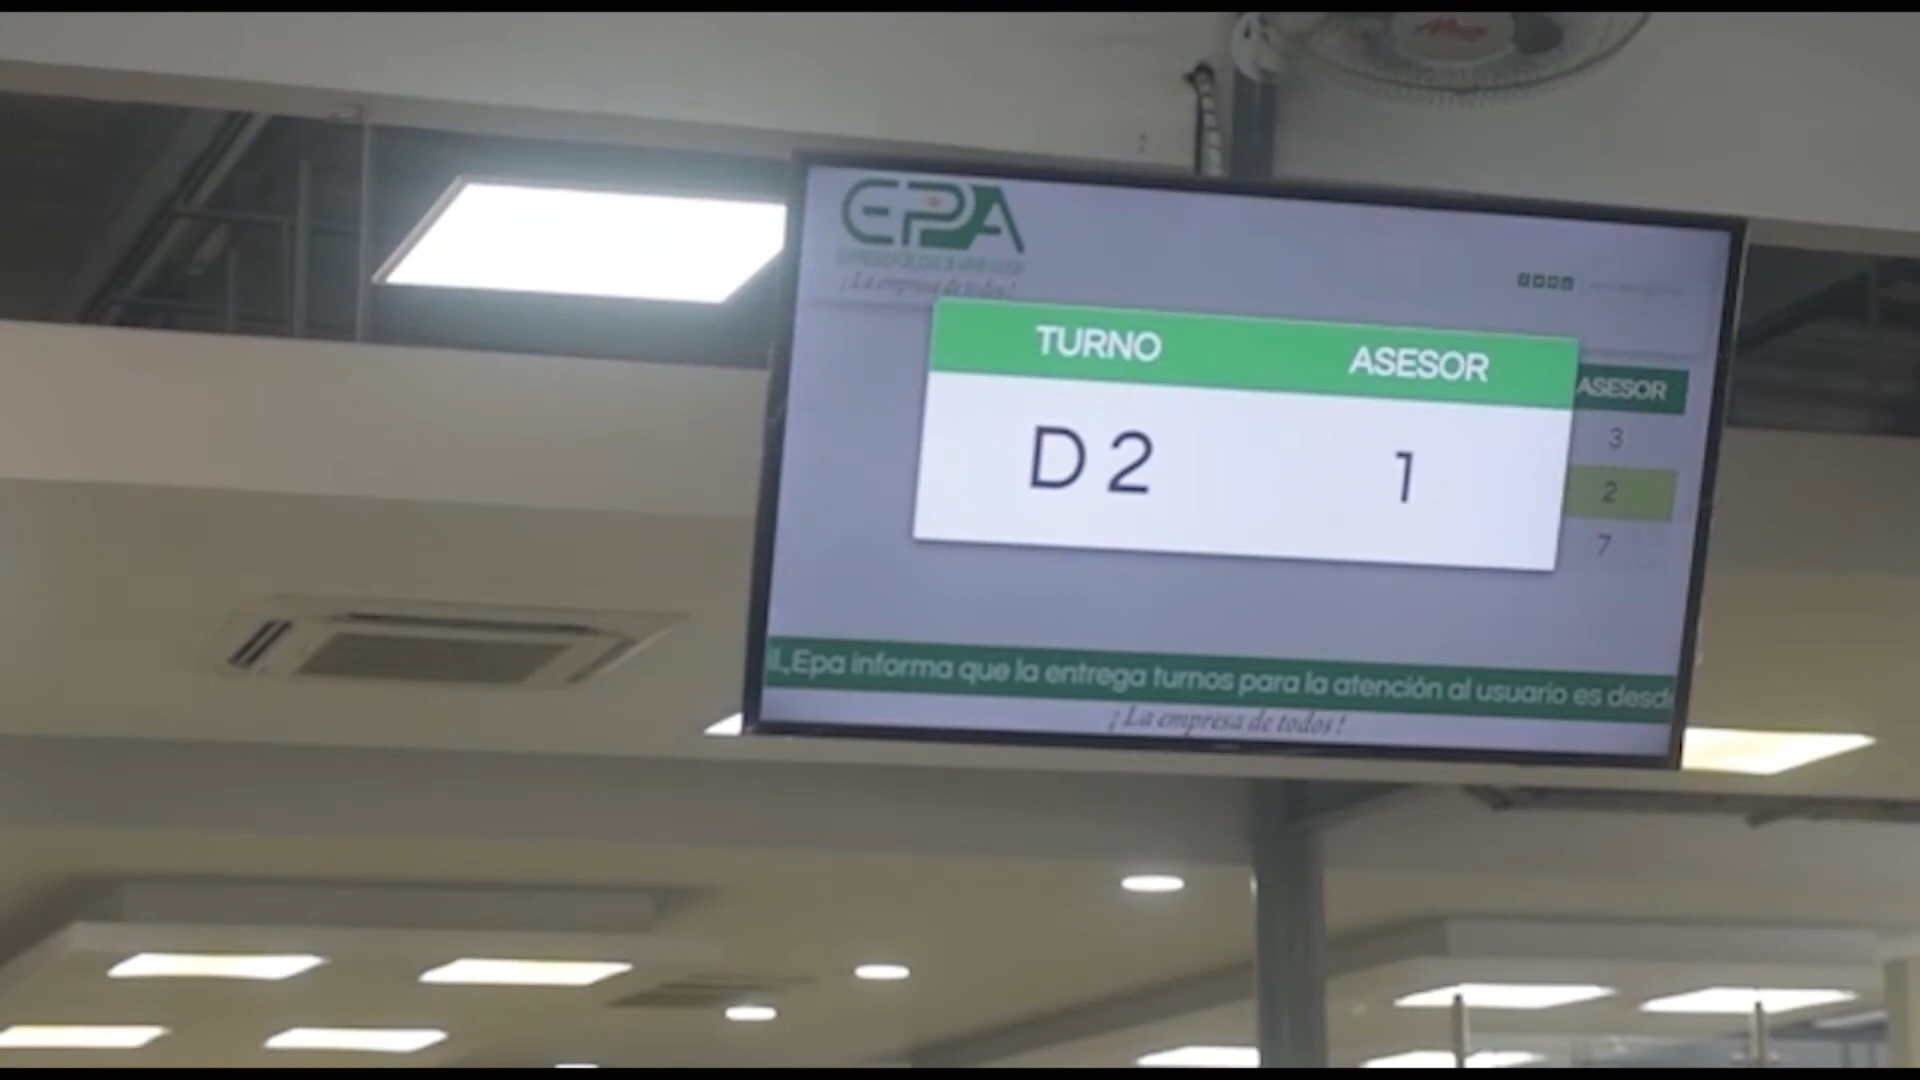 EPA
¡La empresa de todos!
TURNO ASESOR
D 2 1
ASESOR
3
2
7
Epa informa que la entrega turnos para la atención al usuario es desd
¡La empresa de todos!